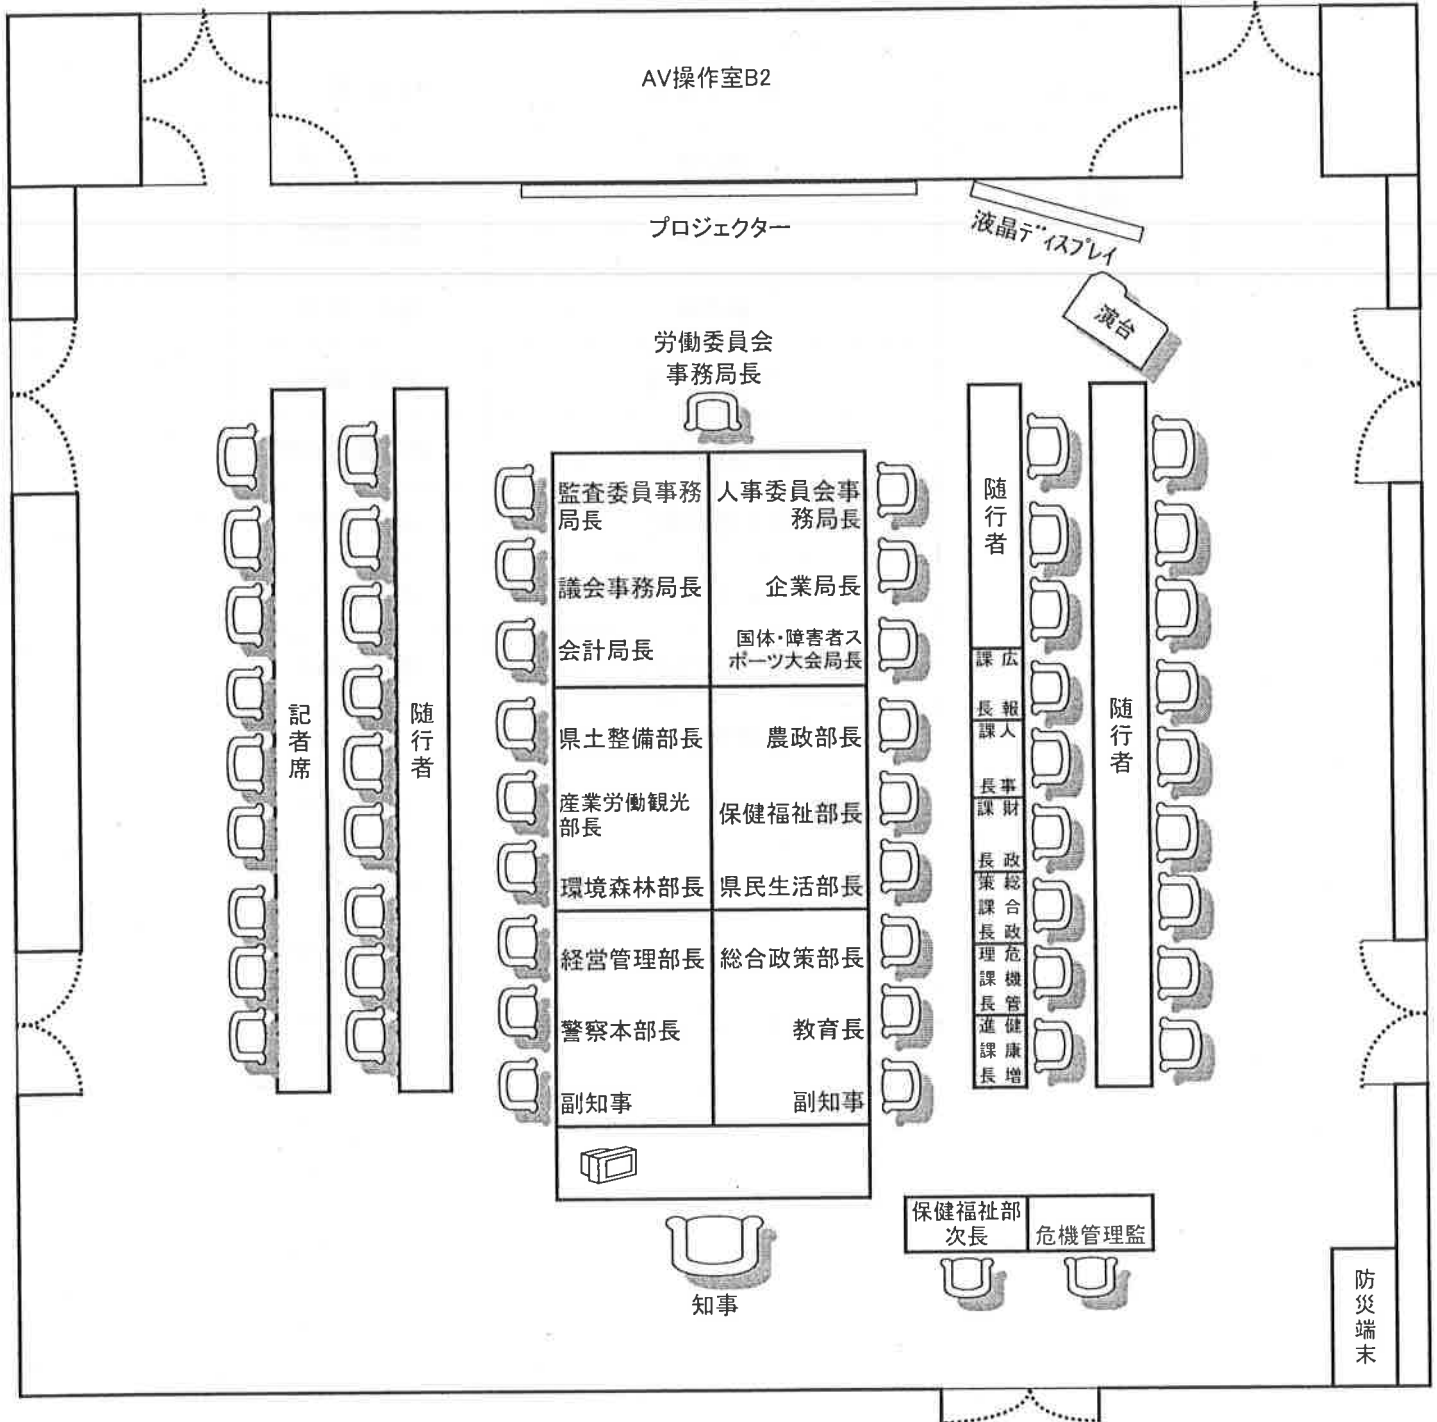 AV操作室B2
プロジェクター
液晶ディスプレイ
演台
労働委員会
事務局長
記者席
随行者
監査委員事務
局長
議会事務局長
会計局長
県土整備部長
産業労働観光
部長
環境森林部長
経営管理部長
警察本部長
副知事
人事委員会事
務局長
企業局長
国体・障害者ス
ポーツ大会局長
農政部長
保健福祉部長
県民生活部長
総合政策部長
教育長
副知事
随行者
広報
課長
人事
課長
財政
課長
総合政
策課長
危機管
理課長
健康増
進課長
随行者
知事
保健福祉部
次長
危機管理監
防災端末